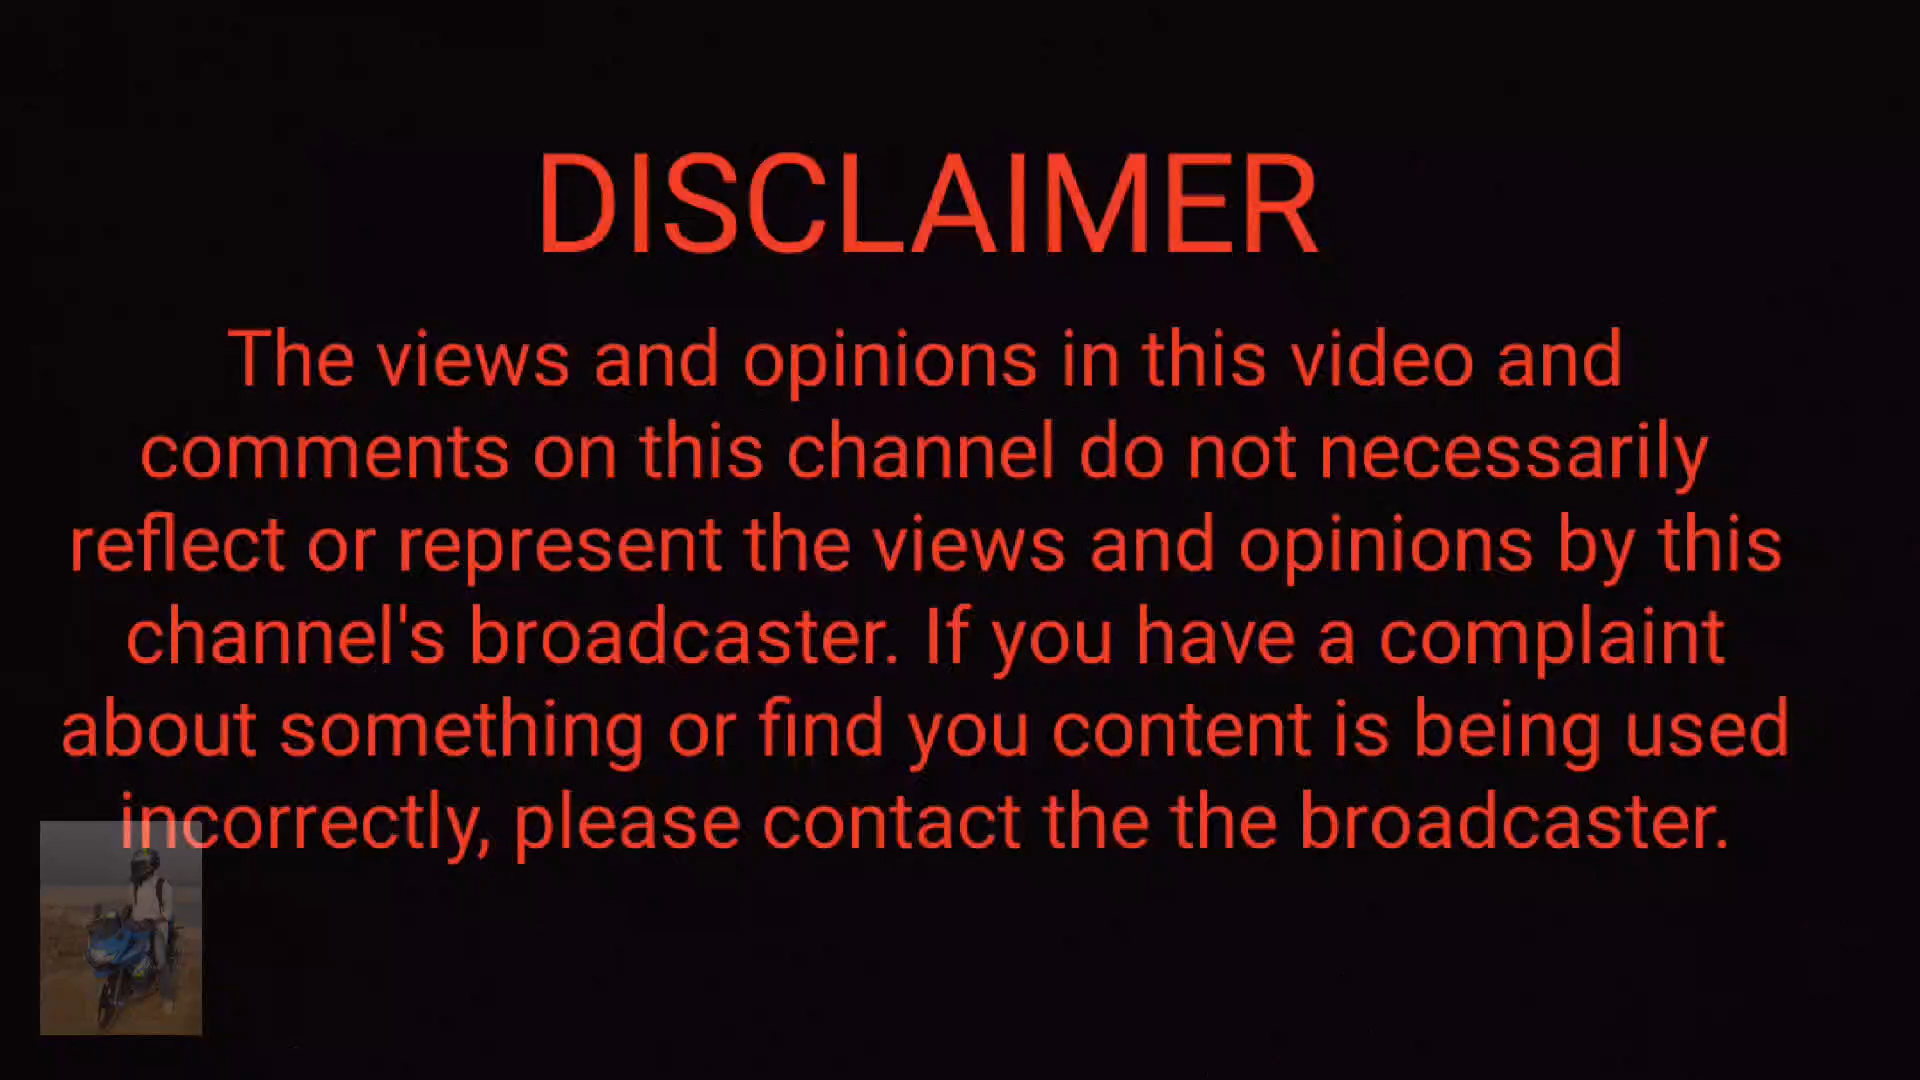 DISCLAIMER
The views and opinions in this video and
comments on this channel do not necessarily
reflect or represent the views and opinions by this
channel's broadcaster. If you have a complaint
about something or find you content is being used
incorrectly, please contact the the broadcaster.